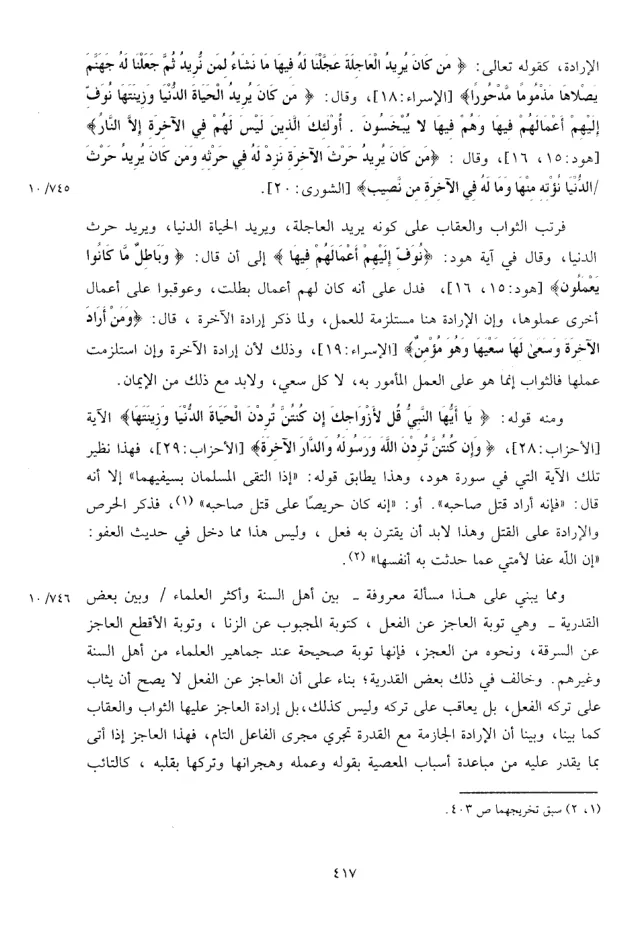 الإرادة، كقوله تعالى: ﴿ مَن كَانَ يُرِيدُ الْعَاجِلَةَ عَجَّلْنَا لَهُ فِيهَا مَا نَشَاءُ لِمَن نُّرِيدُ ثُمَّ جَعَلْنَا لَهُ جَهَنَّمَ
يَصْلاهَا مَذْمُومًا مَّدْحُورًا﴾ [الإسراء:١٨]، وقال: ﴿ مَن كَانَ يُرِيدُ الْحَيَاةَ الدُّنْيَا وَزِينَتَهَا نُوَفِّ
إِلَيْهِمْ أَعْمَالَهُمْ فِيهَا وَهُمْ فِيهَا لا يُبْخَسُونَ . أُوْلَئِكَ الَّذِينَ لَيْسَ لَهُمْ فِي الآخِرَةِ إِلاَّ النَّارُ﴾
[هود:١٥، ١٦]، وقال : ﴿مَن كَانَ يُرِيدُ حَرْثَ الآخِرَةِ نَزِدْ لَهُ فِي حَرْثِهِ وَمَن كَانَ يُرِيدُ حَرْثَ
/الدُّنْيَا نُؤْتِهِ مِنْهَا وَمَا لَهُ فِي الآخِرَةِ مِن نَّصِيبٍ﴾ [الشورى:٢٠].
١٠/٧٤٥
فرتب الثواب والعقاب على كونه يريد العاجلة، ويريد الحياة الدنيا، ويريد حرث
الدنيا، وقال في آية هود: ﴿نُوَفِّ إِلَيْهِمْ أَعْمَالَهُمْ فِيهَا ﴾ إلى أن قال: ﴿ وَبَاطِلٌ مَّا كَانُوا
يَعْمَلُونَ﴾ [هود:١٥، ١٦]، فدل على أنه كان لهم أعمال بطلت، وعوقبوا على أعمال
أخرى عملوها، وإن الإرادة هنا مستلزمة للعمل، ولما ذكر إرادة الآخرة ، قال: ﴿وَمَنْ أَرَادَ
الآخِرَةَ وَسَعَىٰ لَهَا سَعْيَهَا وَهُوَ مُؤْمِنٌ﴾ [الإسراء:١٩]، وذلك لأن إرادة الآخرة وإن استلزمت
عملها فالثواب إنما هو على العمل المأمور به، لا كل سعي، ولابد مع ذلك من الإيمان.
ومنه قوله: ﴿ يَا أَيُّهَا النَّبِيُّ قُل لأَزْوَاجِكَ إِن كُنتُنَّ تُرِدْنَ الْحَيَاةَ الدُّنْيَا وَزِينَتَهَا﴾ الآية
[الأحزاب:٢٨]، ﴿ وَإِن كُنتُنَّ تُرِدْنَ اللَّهَ وَرَسُولَهُ وَالدَّارَ الآخِرَةَ﴾ [الأحزاب:٢٩]، فهذا نظير
تلك الآية التي في سورة هود، وهذا يطابق قوله: «إذا التقى المسلمان بسيفيهما» إلا أنه
قال: «فإنه أراد قتل صاحبه». أو: «إنه كان حريصًا على قتل صاحبه» (١)، فذكر الحرص
والإرادة على القتل وهذا لابد أن يقترن به فعل ، وليس هذا مما دخل في حديث العفو:
«إن الله عفا لأمتي عما حدثت به أنفسها» (٢).
ومما يبني على هـذا مسألة معروفة ـ بين أهل السنة وأكثر العلماء / وبين بعض
١٠/٧٤٦
القدرية ـ وهي توبة العاجز عن الفعل ، كتوبة المجبوب عن الزنا ، وتوبة الأقطع العاجز
عن السرقة، ونحوه من العجز، فإنها توبة صحيحة عند جماهير العلماء من أهل السنة
وغيرهم. وخالف في ذلك بعض القدرية؛ بناء على أن العاجز عن الفعل لا يصح أن يثاب
على تركه الفعل، بل يعاقب على تركه وليس كذلك،بل إرادة العاجز عليها الثواب والعقاب
كما بينا، وبينا أن الإرادة الجازمة مع القدرة تجري مجرى الفاعل التام، فهذا العاجز إذا أتى
بما يقدر عليه من مباعدة أسباب المعصية بقوله وعمله وهجرانها وتركها بقلبه ، كالتائب
(١، ٢) سبق تخريجهما ص ٤٠٣.
٤١٧